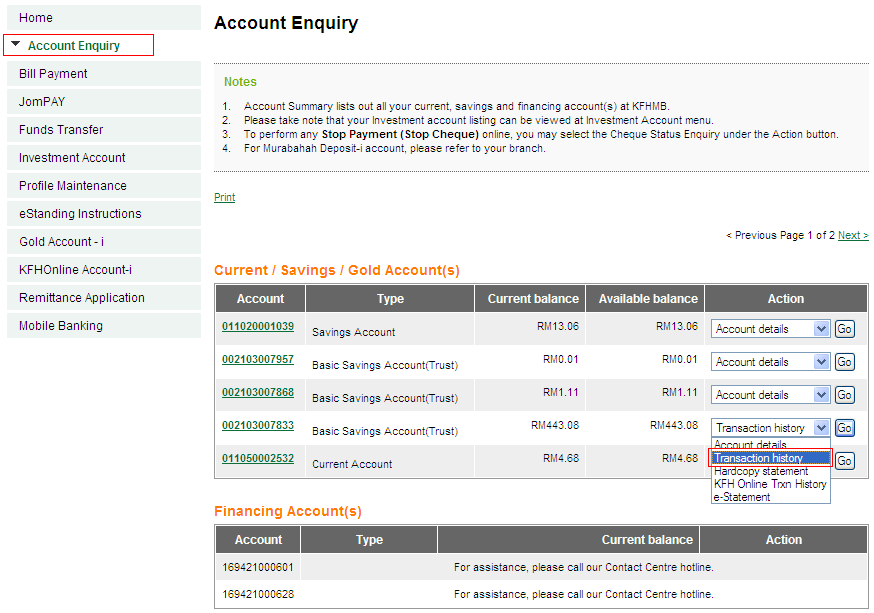 Home
Account Enquiry
Bill Payment
JomPAY
Funds Transfer
Investment Account
Profile Maintenance
eStanding Instructions
Gold Account - i
KFHOnline Account-i
Remittance Application
Mobile Banking
Account Enquiry
Notes
1. Account Summary lists out all your current, savings and financing account(s) at KFHMB.
2. Please take note that your Investment account listing can be viewed at Investment Account menu.
3. To perform any Stop Payment (Stop Cheque) online, you may select the Cheque Status Enquiry under the Action button.
4. For Murabahah Deposit-i account, please refer to your branch.
Print
< Previous Page 1 of 2 Next >
Current / Savings / Gold Account(s)
Account Type Current balance Available balance Action
011020001039 Savings Account RM13.06 RM13.06 Account details Go
002103007957 Basic Savings Account(Trust) RM0.01 RM0.01 Account details Go
002103007868 Basic Savings Account(Trust) RM1.11 RM1.11 Account details Go
002103007833 Basic Savings Account(Trust) RM443.08 RM443.08 Transaction history Go
Account details
011050002532 Current Account RM4.68 RM4.68 Transaction history Go
Hardcopy statement
KFH Online Trxn History
e-Statement
Financing Account(s)
Account Type Current balance Action
169421000601 For assistance, please call our Contact Centre hotline.
169421000628 For assistance, please call our Contact Centre hotline.